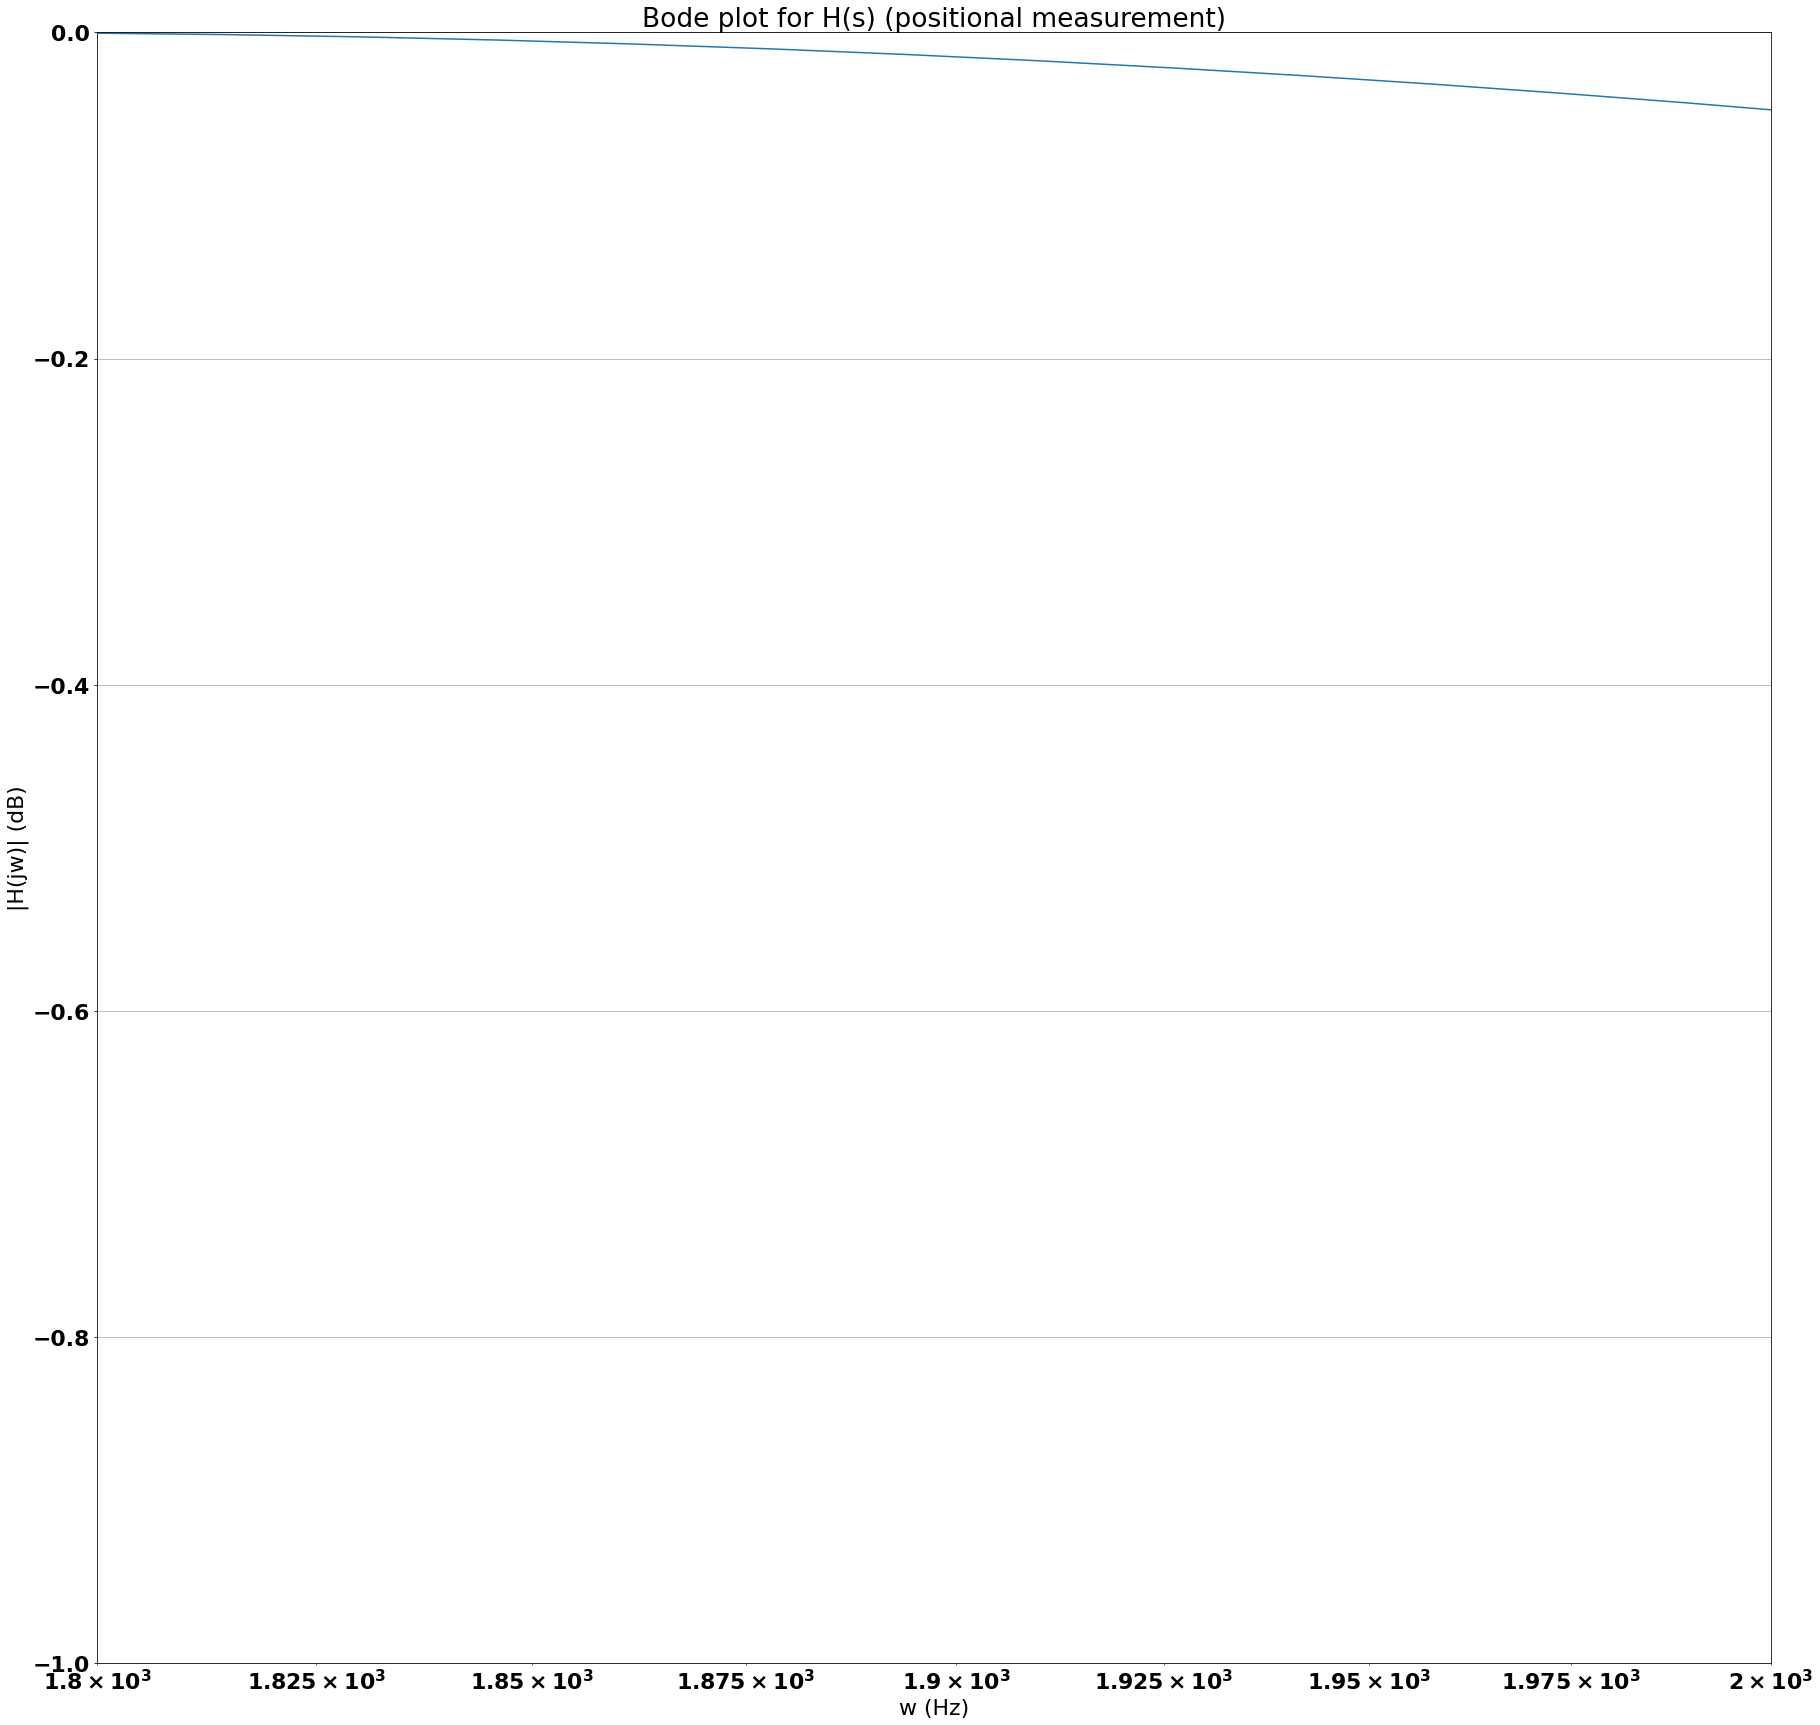 Bode plot for H(s) (positional measurement)
|H(jw)| (dB)
0.0
−0.2
−0.4
−0.6
−0.8
−1.0
1.8 × 10³ 1.825 × 10³ 1.85 × 10³ 1.875 × 10³ 1.9 × 10³ 1.925 × 10³ 1.95 × 10³ 1.975 × 10³ 2 × 10³
w (Hz)